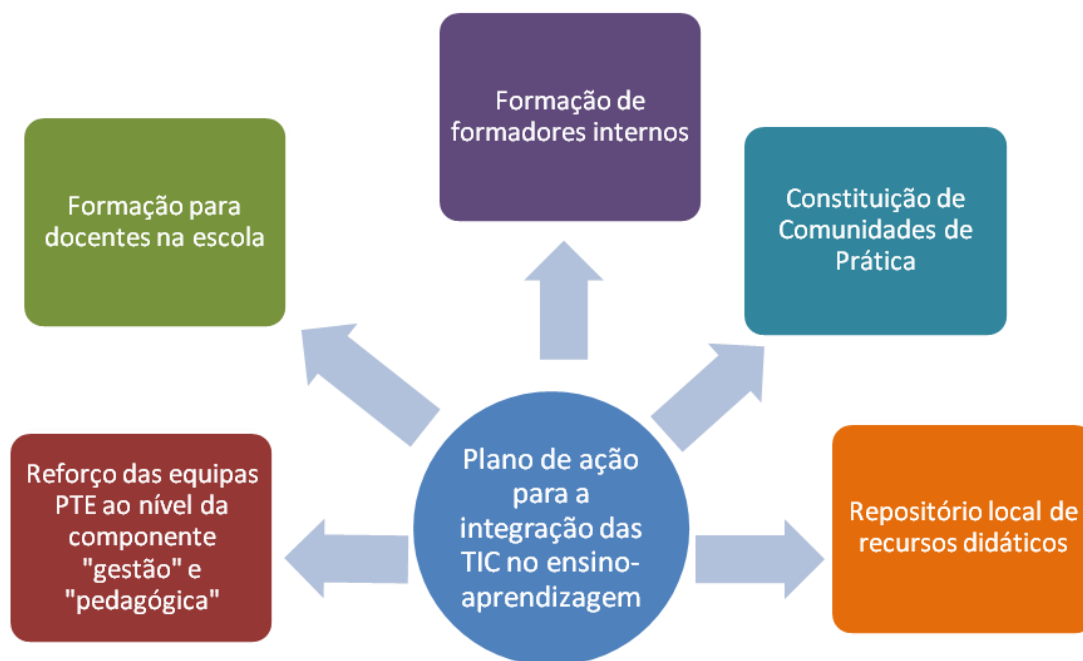 Formação de
formadores internos
Formação para
docentes na escola
Constituição de
Comunidades de
Prática
Reforço das equipas
PTE ao nível da
componente
"gestão" e
"pedagógica"
Plano de ação
para a
integração das
TIC no ensino-
aprendizagem
Repositório local de
recursos didáticos